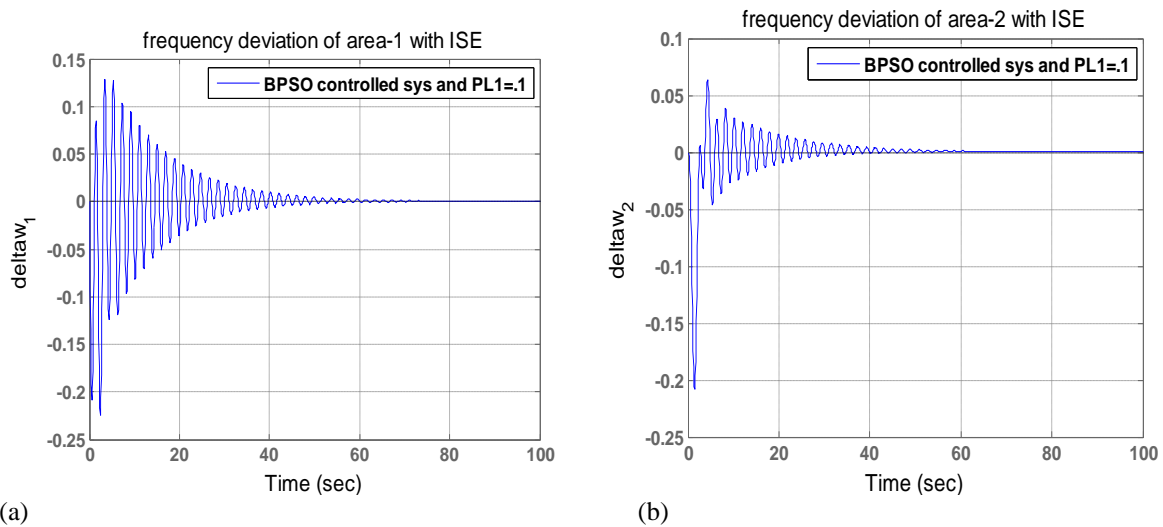 frequency deviation of area-1 with ISE
BPSO controlled sys and PL1=.1
0.15
0.1
0.05
0
-0.05
-0.1
-0.15
-0.2
-0.25
deltaw_1
0 20 40 60 80 100
Time (sec)
(a)
frequency deviation of area-2 with ISE
BPSO controlled sys and PL1=.1
0.1
0.05
0
-0.05
-0.1
-0.15
-0.2
-0.25
deltaw_2
0 20 40 60 80 100
Time (sec)
(b)